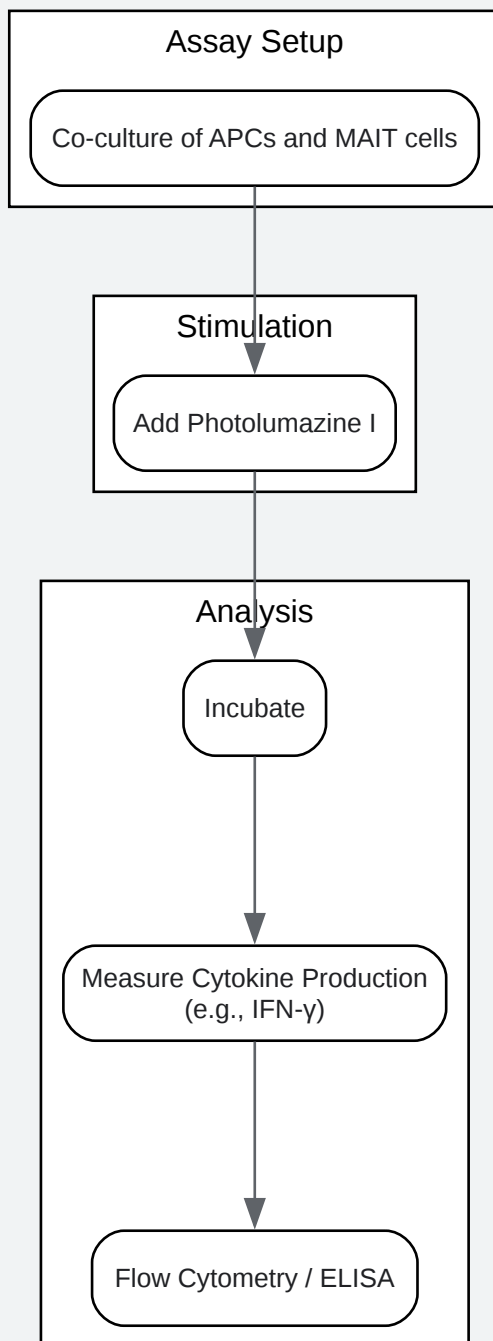 Assay Setup
Co-culture of APCs and MAIT cells
Stimulation
Add Photolumazine I
Analysis
Incubate
Measure Cytokine Production
(e.g., IFN-γ)
Flow Cytometry / ELISA